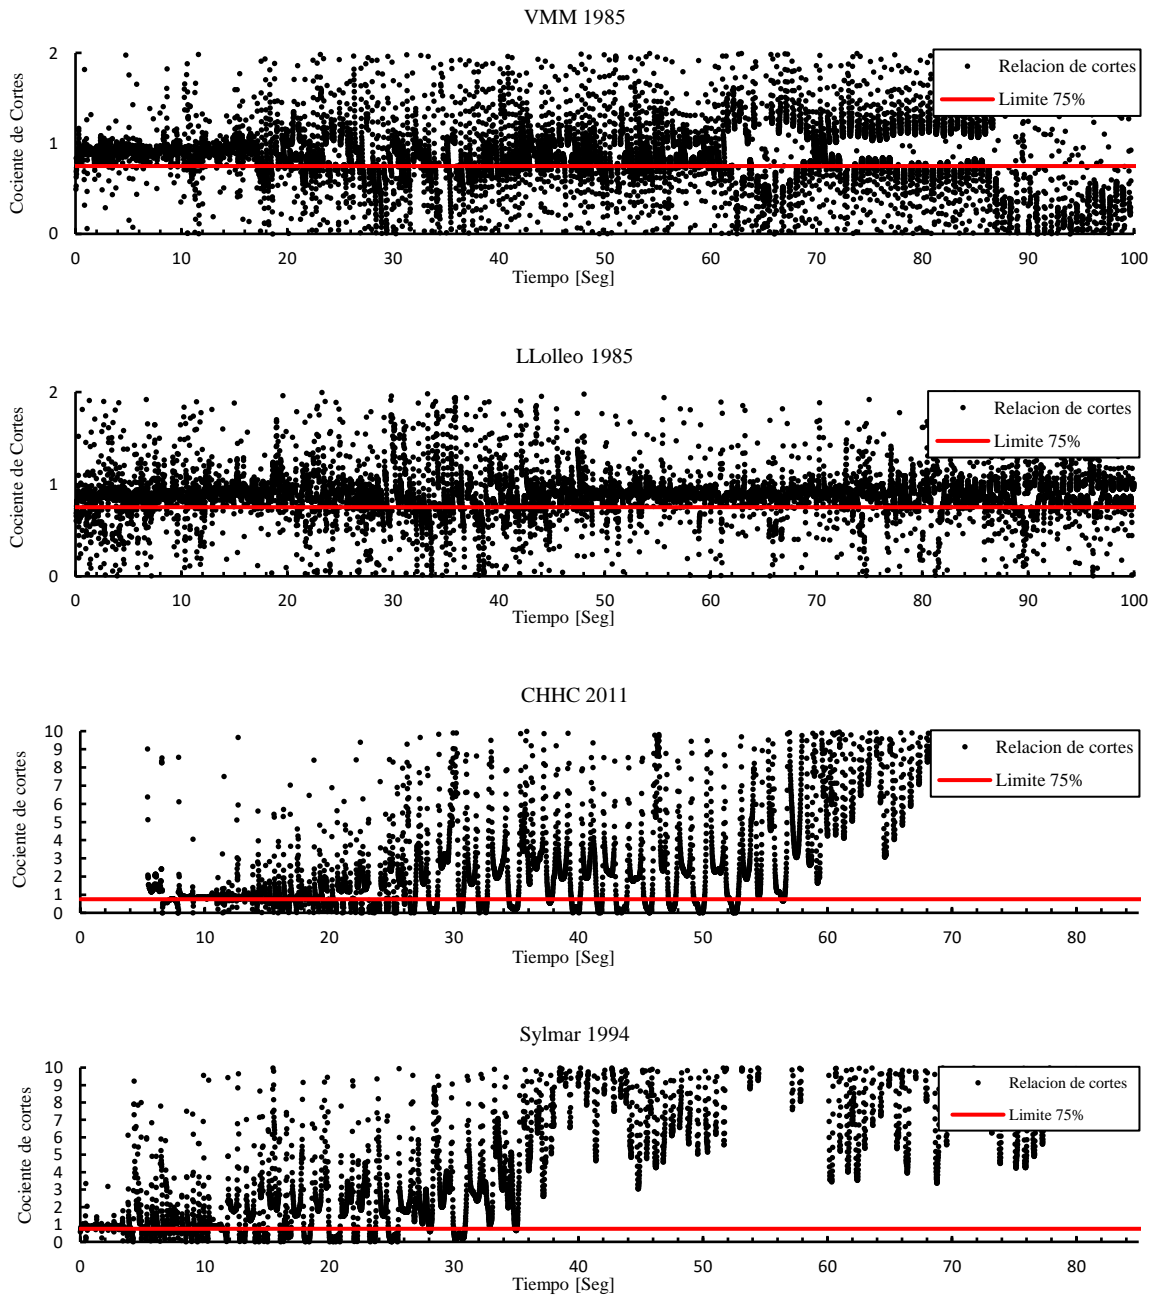 VMM 1985
Cociente de Cortes
2
1
0
Relacion de cortes
Limite 75%
0 10 20 30 40 50 60 70 80 90 100
Tiempo [Seg]
LLolleo 1985
Cociente de Cortes
2
1
0
Relacion de cortes
Limite 75%
0 10 20 30 40 50 60 70 80 90 100
Tiempo [Seg]
CHHC 2011
Cociente de cortes
10
9
8
7
6
5
4
3
2
1
0
Relacion de cortes
Limite 75%
0 10 20 30 40 50 60 70 80
Tiempo [Seg]
Sylmar 1994
Cociente de cortes
10
9
8
7
6
5
4
3
2
1
0
Relacion de cortes
Limite 75%
0 10 20 30 40 50 60 70 80
Tiempo [Seg]